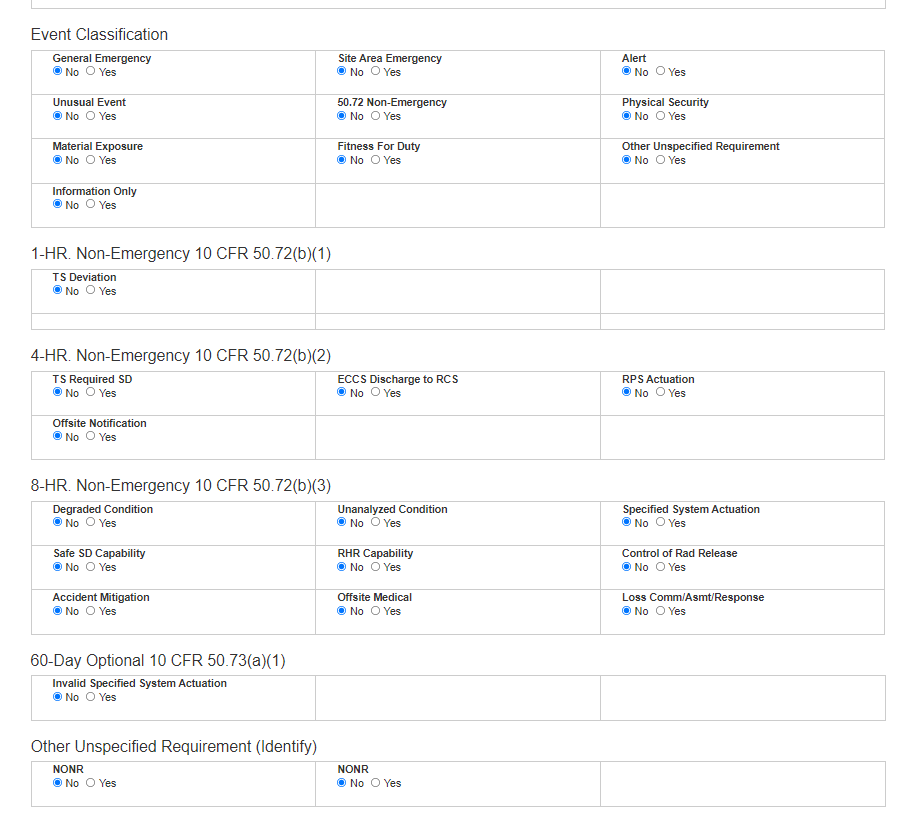 Event Classification
General Emergency Site Area Emergency Alert
No Yes No Yes No Yes
Unusual Event 50.72 Non-Emergency Physical Security
No Yes No Yes No Yes
Material Exposure Fitness For Duty Other Unspecified Requirement
No Yes No Yes No Yes
Information Only
No Yes
1-HR. Non-Emergency 10 CFR 50.72(b)(1)
TS Deviation
No Yes
4-HR. Non-Emergency 10 CFR 50.72(b)(2)
TS Required SD ECCS Discharge to RCS RPS Actuation
No Yes No Yes No Yes
Offsite Notification
No Yes
8-HR. Non-Emergency 10 CFR 50.72(b)(3)
Degraded Condition Unanalyzed Condition Specified System Actuation
No Yes No Yes No Yes
Safe SD Capability RHR Capability Control of Rad Release
No Yes No Yes No Yes
Accident Mitigation Offsite Medical Loss Comm/Asmt/Response
No Yes No Yes No Yes
60-Day Optional 10 CFR 50.73(a)(1)
Invalid Specified System Actuation
No Yes
Other Unspecified Requirement (Identify)
NONR NONR
No Yes No Yes